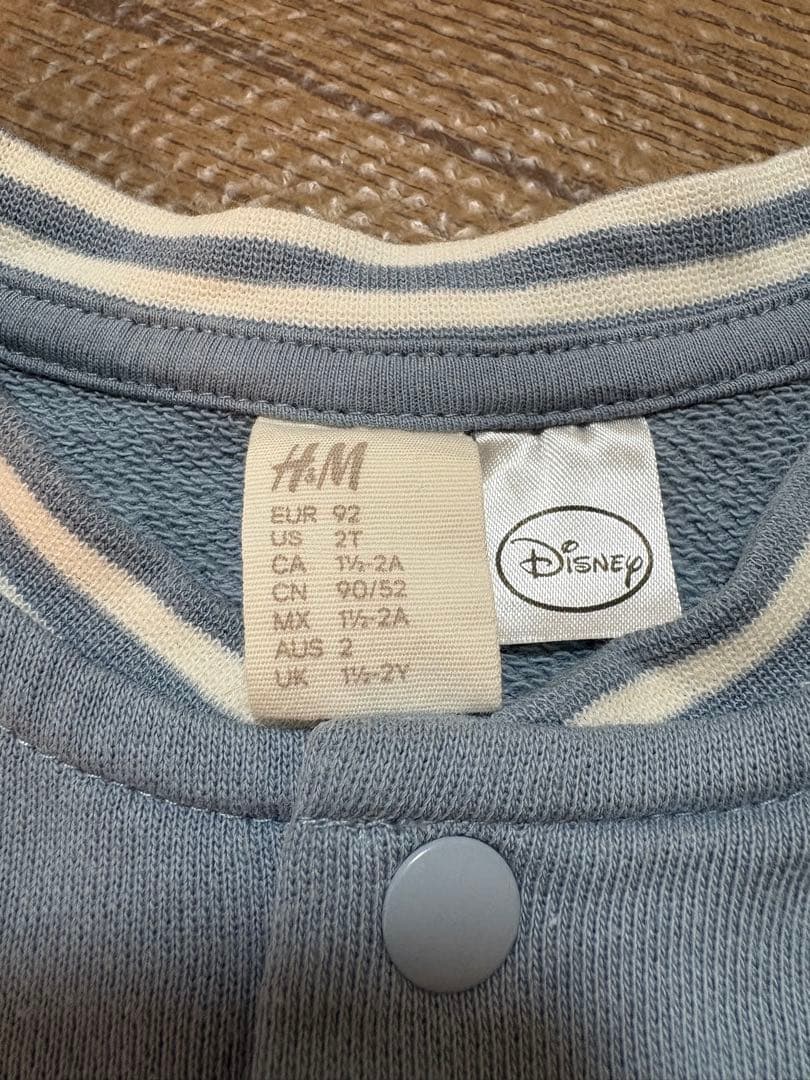 H&M
EUR 92
US 2T
CA 1½-2A
CN 90/52
MX 1½-2A
AUS 2
UK 1½-2Y
Disney